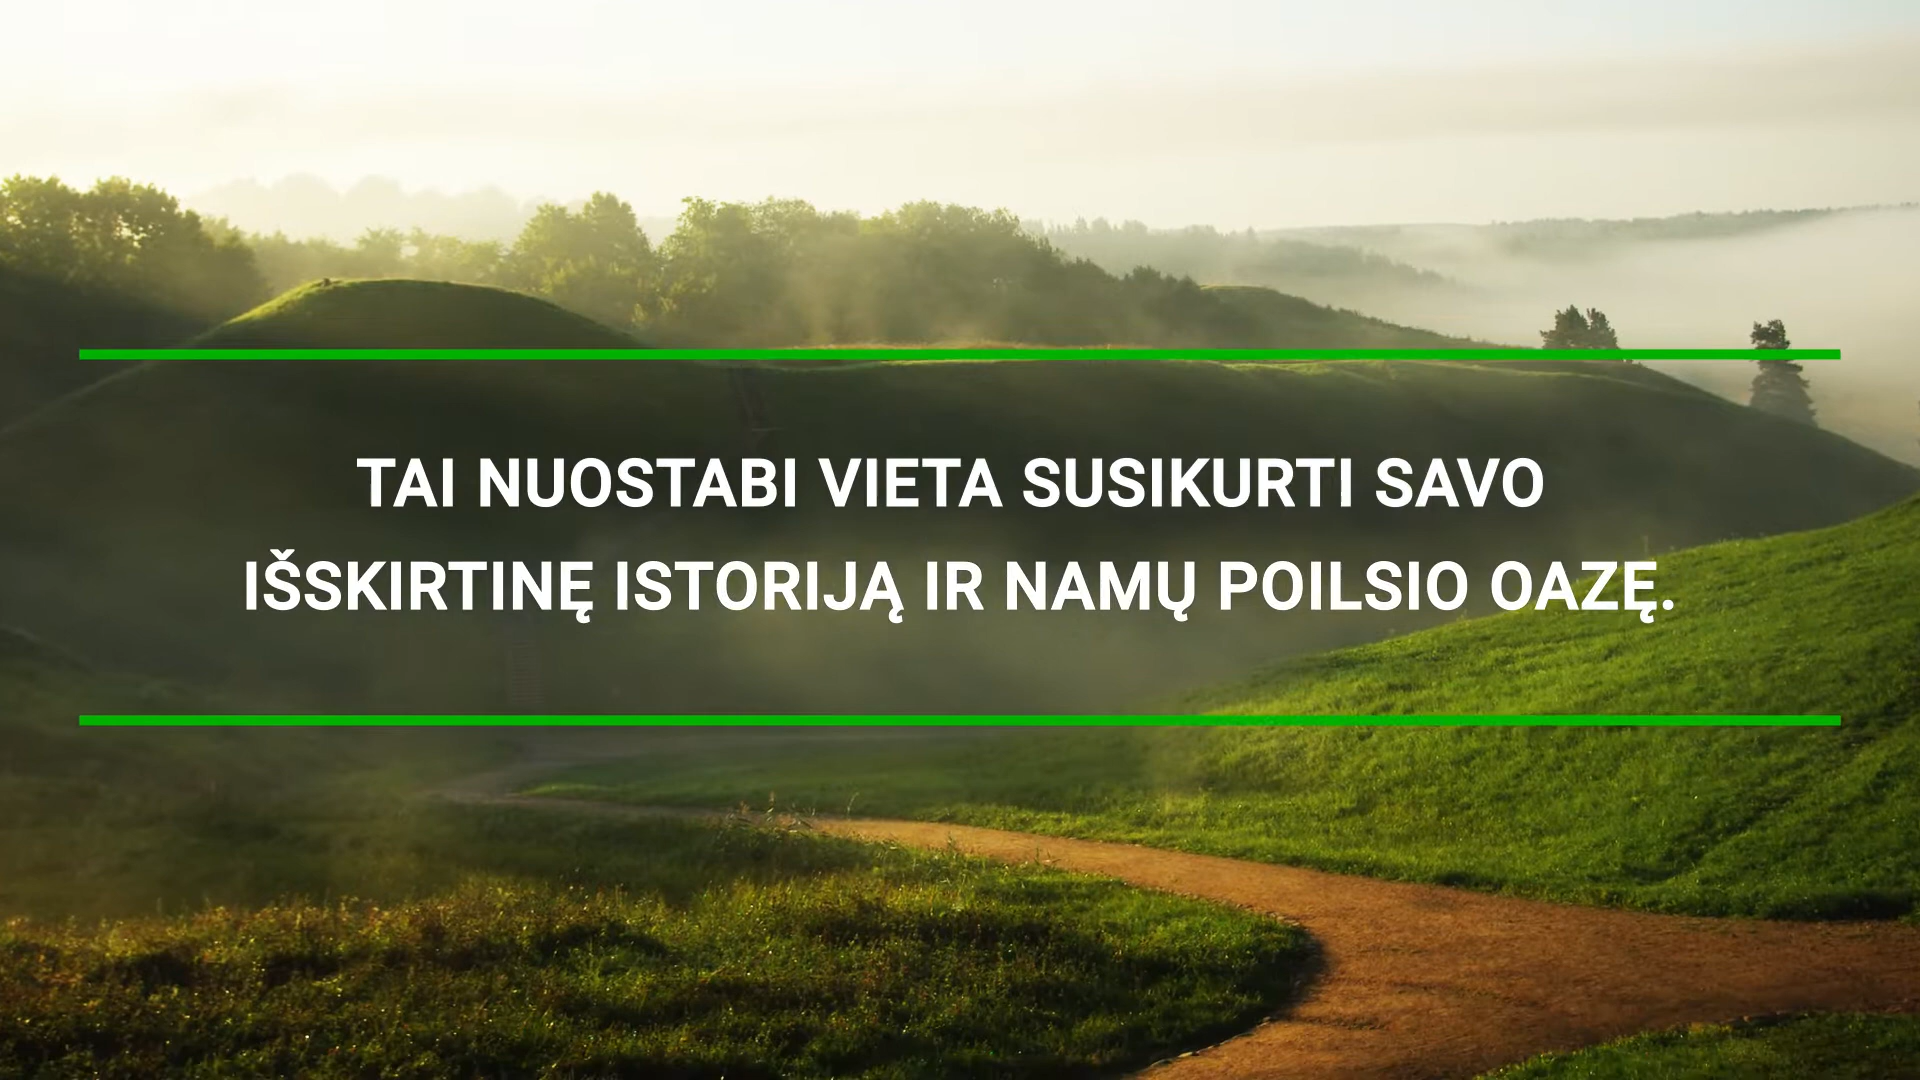 TAI NUOSTABI VIETA SUSIKURTI SAVO
IŠSKIRTINĘ ISTORIJĄ IR NAMŲ POILSIO OAZĘ.